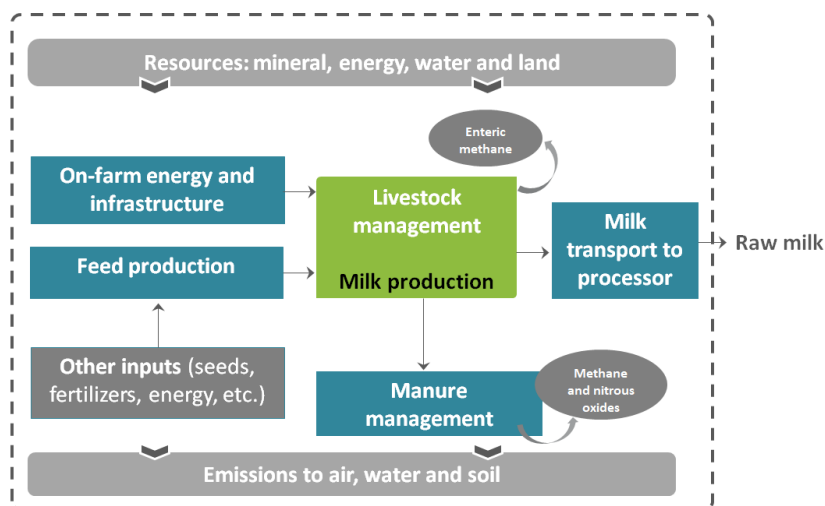 Resources: mineral, energy, water and land
Enteric
methane
On-farm energy and
infrastructure
Livestock
management
Milk production
Milk
transport to
processor
Raw milk
Feed production
Other inputs (seeds,
fertilizers, energy, etc.)
Manure
management
Methane
and nitrous
oxides
Emissions to air, water and soil